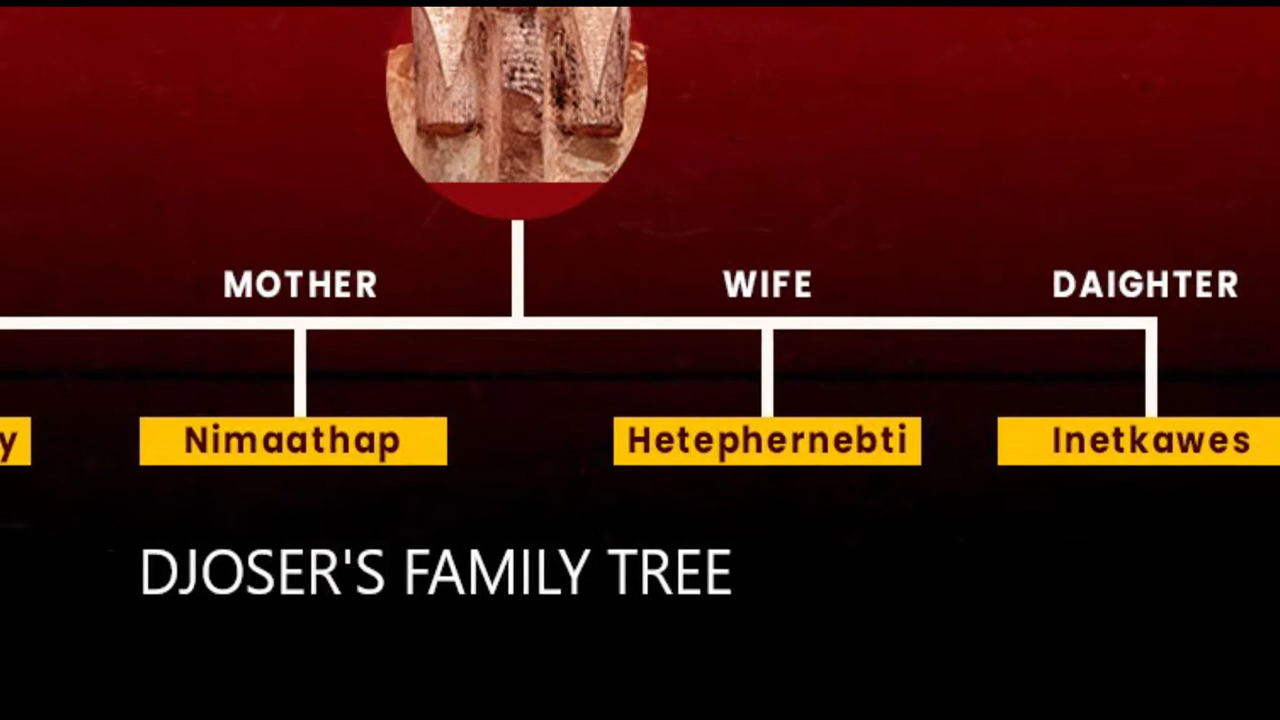 MOTHER WIFE DAIGHTER
y Nimaathap Hetephernebti Inetkawes
DJOSER'S FAMILY TREE